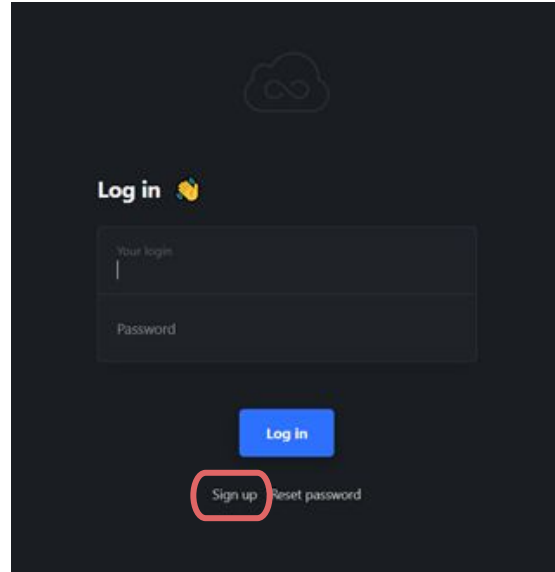 Log in 👋
Your login
Password
Log in
Sign up Reset password